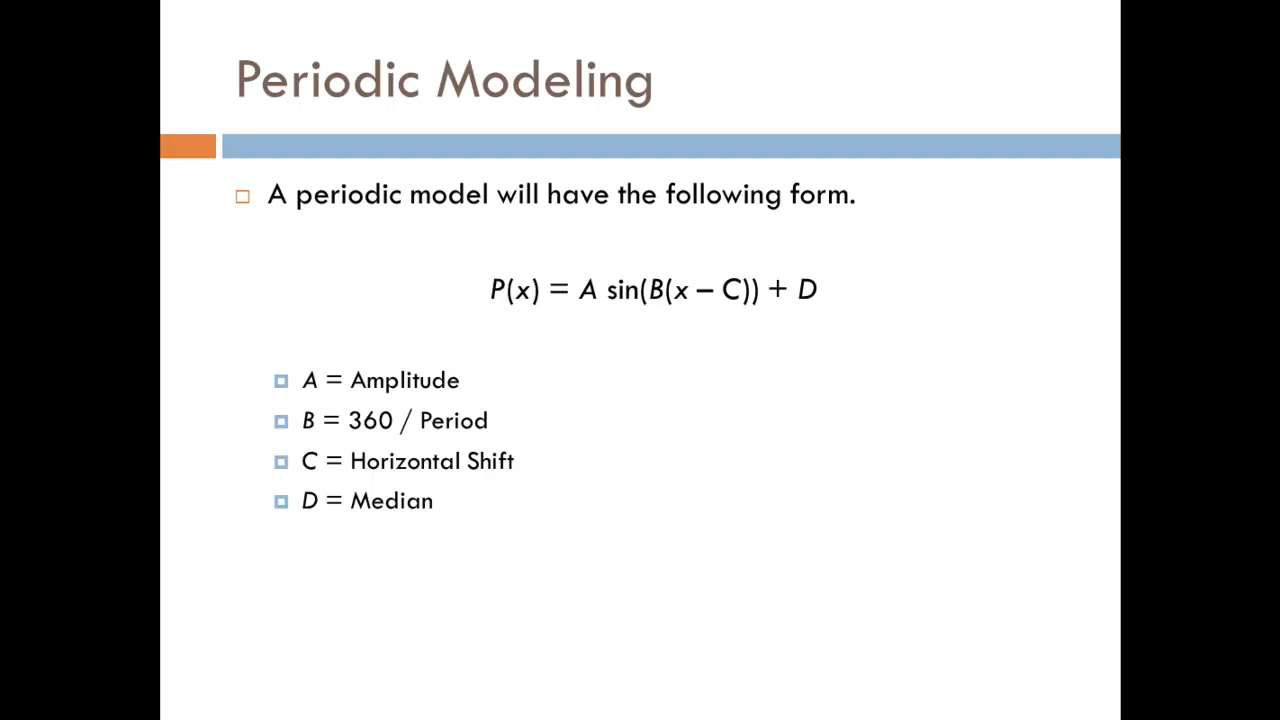 Periodic Modeling
A periodic model will have the following form.
P(x) = A sin(B(x – C)) + D
A = Amplitude
B = 360 / Period
C = Horizontal Shift
D = Median